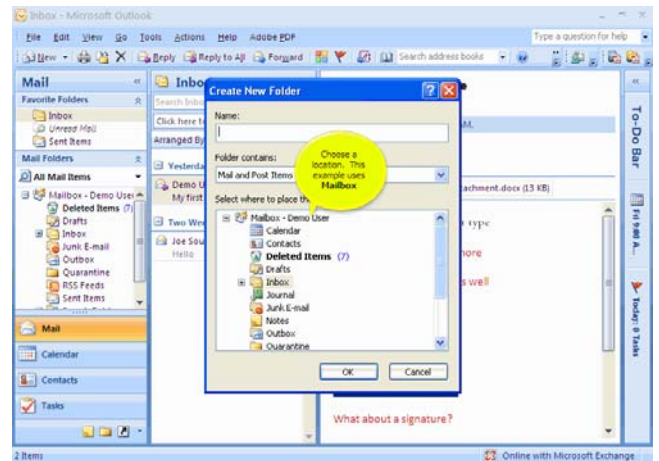 Inbox - Microsoft Outlook
File Edit View Go Tools Actions Help Adobe PDF
Type a question for help
New Reply Reply to All Forward Search address books
Mail
Favorite Folders
Inbox
Unread Mail
Sent Items
Mail Folders
All Mail Items
Mailbox - Demo User
Deleted Items (7)
Drafts
Inbox
Junk E-mail
Outbox
Quarantine
RSS Feeds
Sent Items
Mail
Calendar
Contacts
Tasks
2 Items
Inbo
Search Inbo
Click here t
Arranged By
Yesterda
Demo U
My first
Two Wee
Joe Sou
Hello
Create New Folder
Name:
Folder contains:
Mail and Post Items
Select where to place th
Choose a
location. This
example uses
Mailbox
Mailbox - Demo User
Calendar
Contacts
Deleted Items (7)
Drafts
Inbox
Journal
Junk E-mail
Notes
Outbox
Quarantine
OK Cancel
AM.
tachment.docx (13 KB)
type
more
s well
What about a signature?
To-Do Bar
Fri 9:00 A...
Today: 0 Tasks
Online with Microsoft Exchange